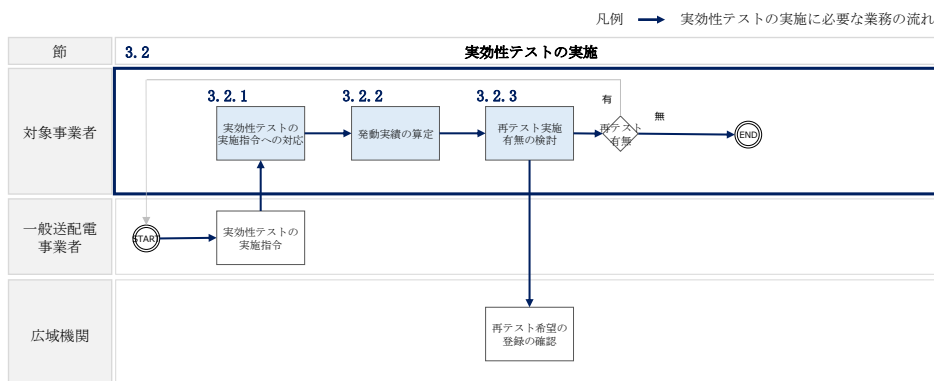 凡例 実効性テストの実施に必要な業務の流れ
節 3.2 実効性テストの実施
対象事業者
3.2.1
実効性テストの
実施指令への対応
3.2.2
発動実績の算定
3.2.3
再テスト実施
有無の検討
有
再テスト
有無
無
END
一般送配電
事業者
START
実効性テストの
実施指令
広域機関
再テスト希望の
登録の確認